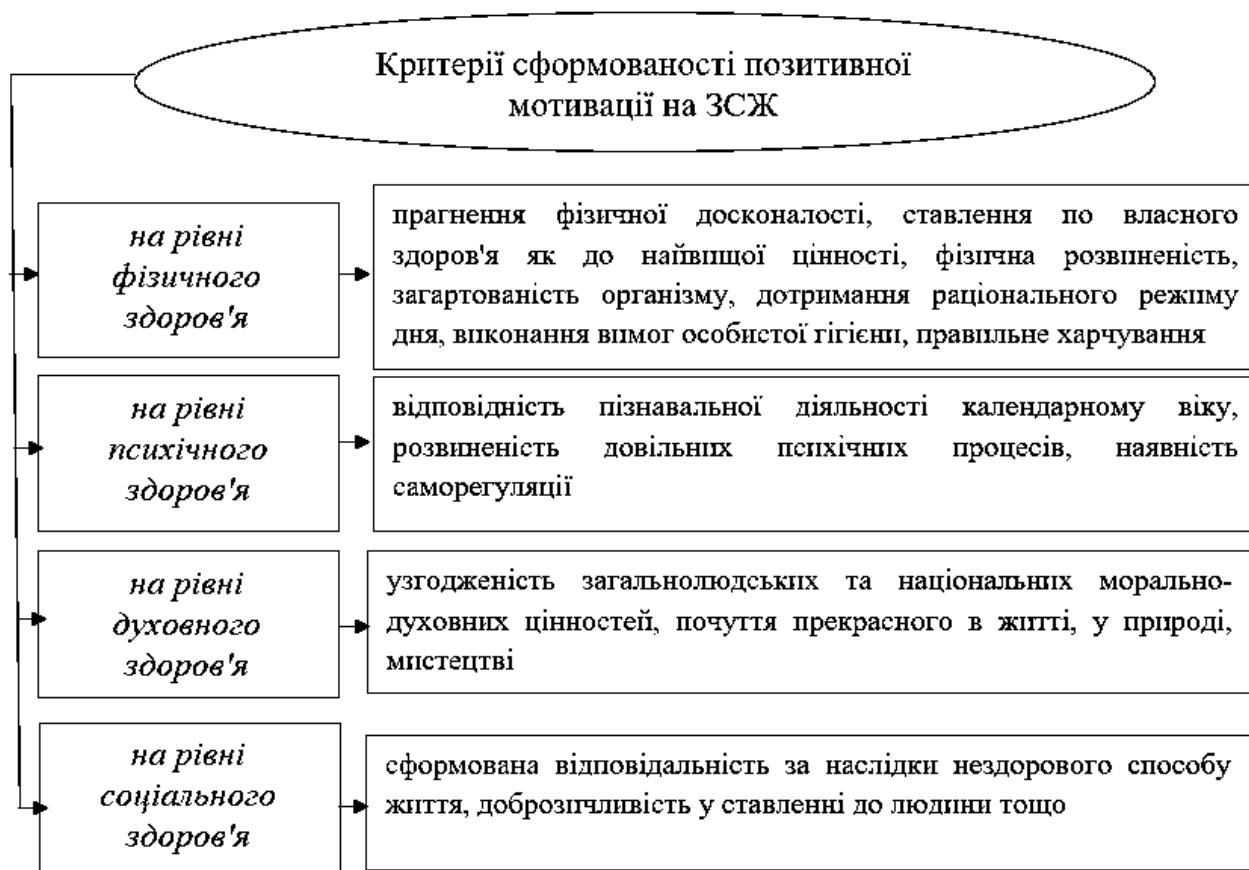 Критерії сформованості позитивної
мотивації на ЗСЖ
на рівні
фізичного
здоров'я
прагнення фізичної досконалості, ставлення по власного
здоров'я як до найвищої цінності, фізична розвиненість,
загартованість організму, дотримання раціонального режиму
дня, виконання вимог особистої гігієни, правильне харчування
на рівні
психічного
здоров'я
відповідність пізнавальної діяльності календарному віку,
розвиненість довільних психічних процесів, наявність
саморегуляції
на рівні
духовного
здоров'я
узгодженість загальнолюдських та національних морально-
духовних цінностей, почуття прекрасного в житті, у природі,
мистецтві
на рівні
соціального
здоров'я
сформована відповідальність за наслідки нездорового способу
життя, доброзичливість у ставленні до людини тощо